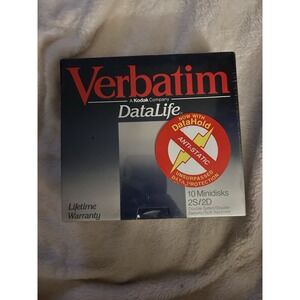 Verbatim
A Kodak Company
DataLife
NOW WITH
DataHold
ANTI-STATIC
UNSURPASSED
DATA PROTECTION
10 Minidisks
2S/2D
Lifetime
Warranty